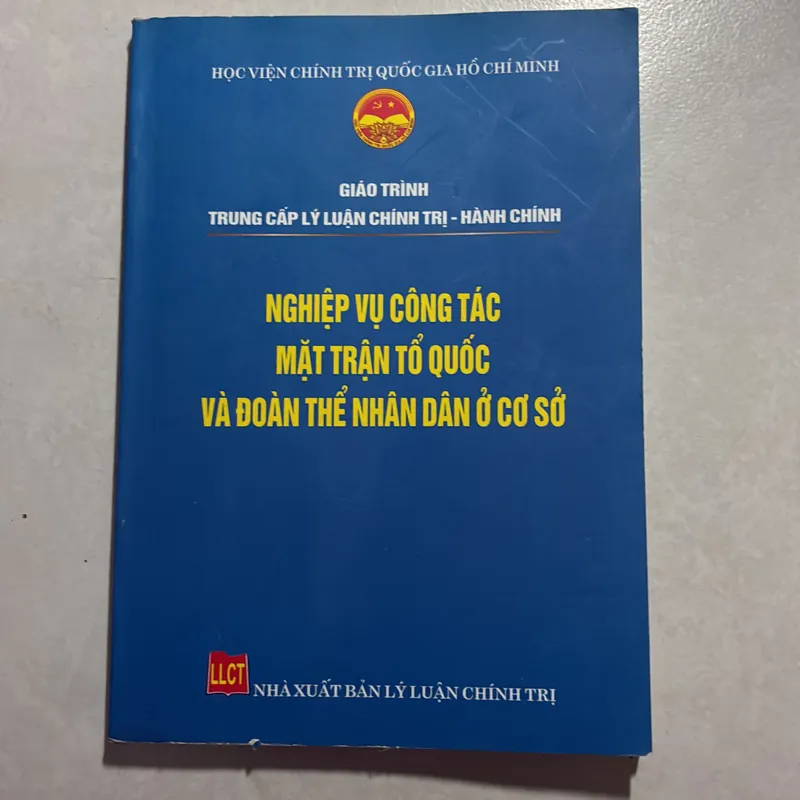 HỌC VIỆN CHÍNH TRỊ QUỐC GIA HỒ CHÍ MINH
GIÁO TRÌNH
TRUNG CẤP LÝ LUẬN CHÍNH TRỊ - HÀNH CHÍNH
NGHIỆP VỤ CÔNG TÁC
MẶT TRẬN TỔ QUỐC
VÀ ĐOÀN THỂ NHÂN DÂN Ở CƠ SỞ
LLCT
NHÀ XUẤT BẢN LÝ LUẬN CHÍNH TRỊ